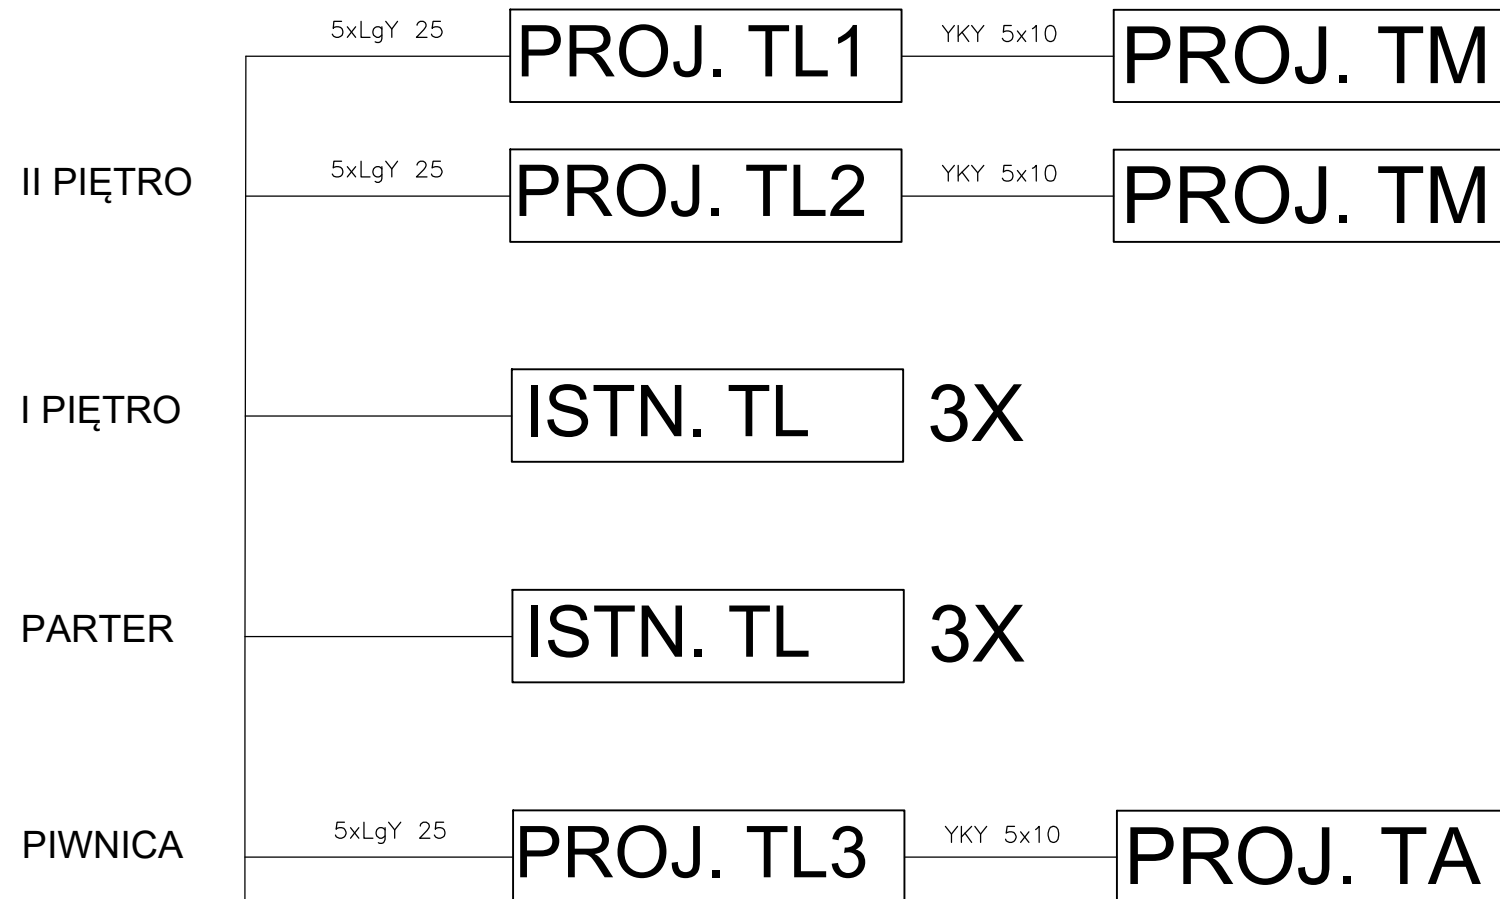 5xLgY 25 PROJ. TL1 YKY 5x10 PROJ. TM
II PIĘTRO 5xLgY 25 PROJ. TL2 YKY 5x10 PROJ. TM
I PIĘTRO ISTN. TL 3X
PARTER ISTN. TL 3X
PIWNICA 5xLgY 25 PROJ. TL3 YKY 5x10 PROJ. TA